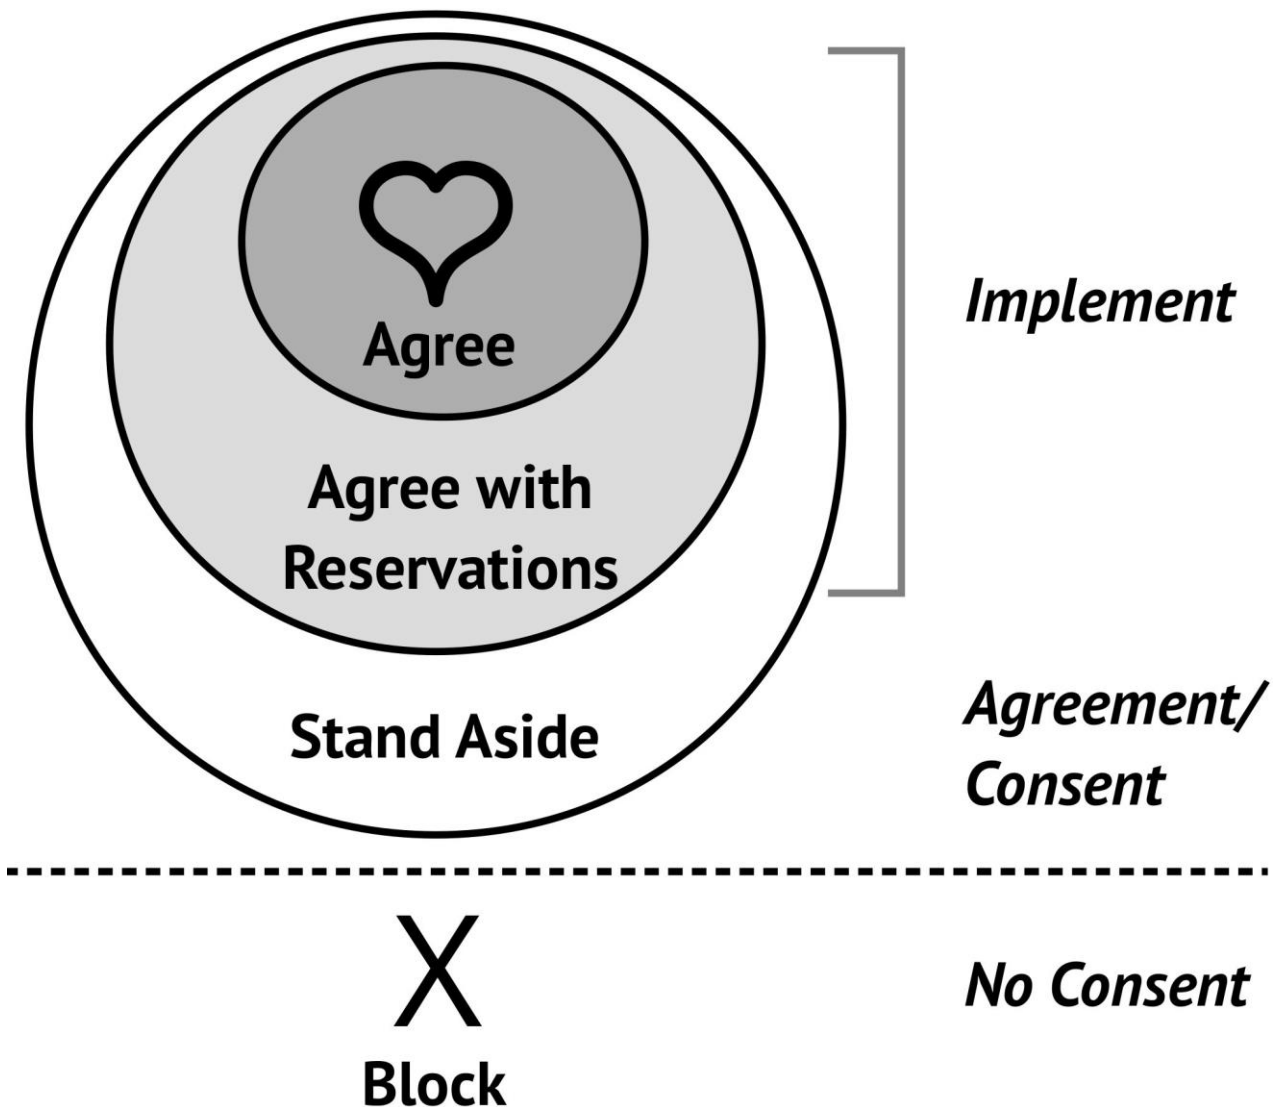 Agree
Agree with
Reservations
Stand Aside
Implement
Agreement/
Consent
X
Block
No Consent